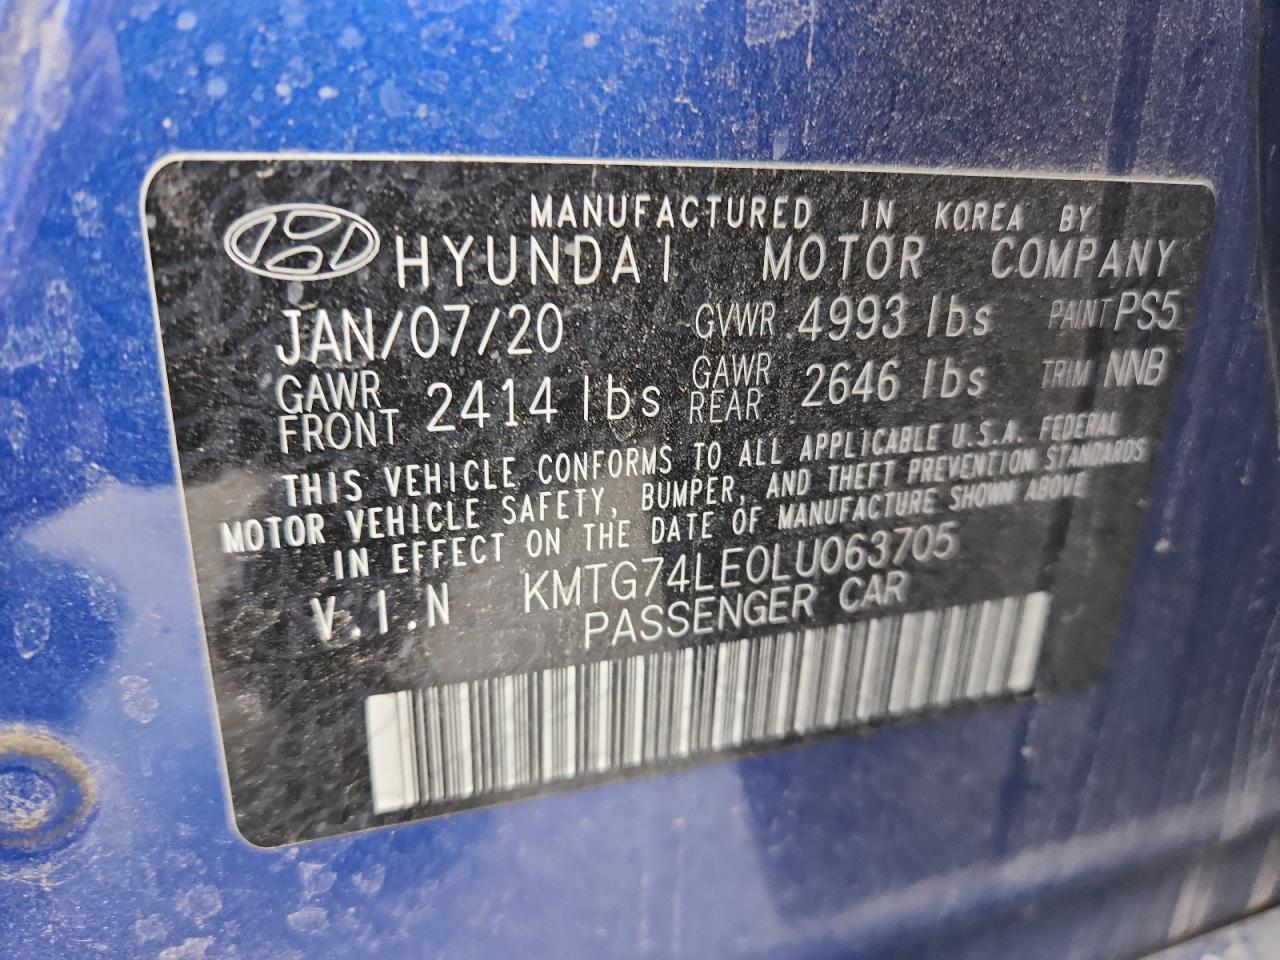 MANUFACTURED IN KOREA BY
HYUNDAI MOTOR COMPANY
JAN/07/20 GVWR 4993 lbs PAINT PS5
GAWR FRONT 2414 lbs GAWR REAR 2646 lbs TRIM NNB
THIS VEHICLE CONFORMS TO ALL APPLICABLE U.S.A. FEDERAL
MOTOR VEHICLE SAFETY, BUMPER, AND THEFT PREVENTION STANDARDS
IN EFFECT ON THE DATE OF MANUFACTURE SHOWN ABOVE
V.I.N KMTG74LE0LU063705
PASSENGER CAR